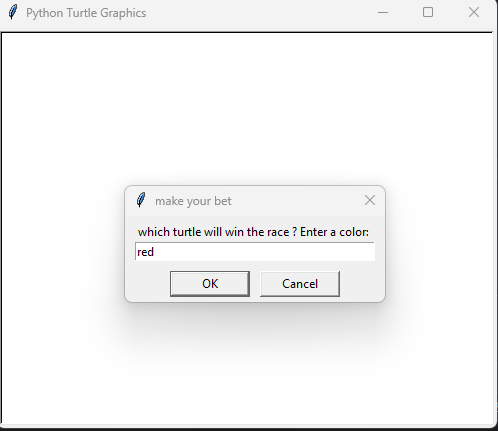 Python Turtle Graphics
make your bet
which turtle will win the race ? Enter a color:
red
OK Cancel